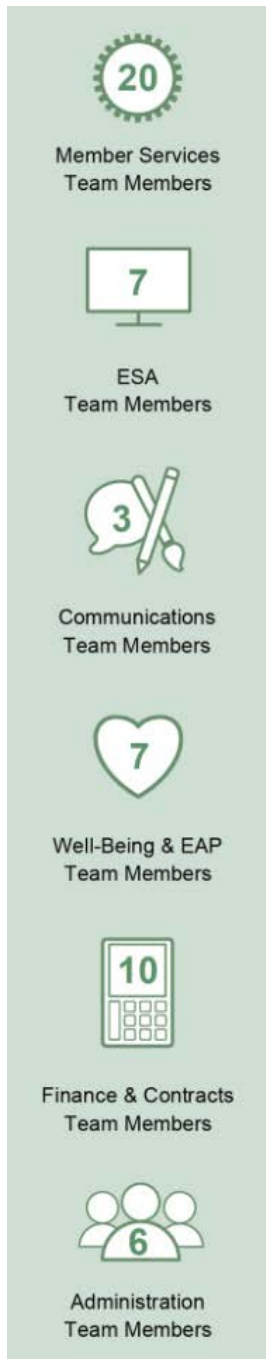 20
Member Services
Team Members
7
ESA
Team Members
3
Communications
Team Members
7
Well-Being & EAP
Team Members
10
Finance & Contracts
Team Members
6
Administration
Team Members